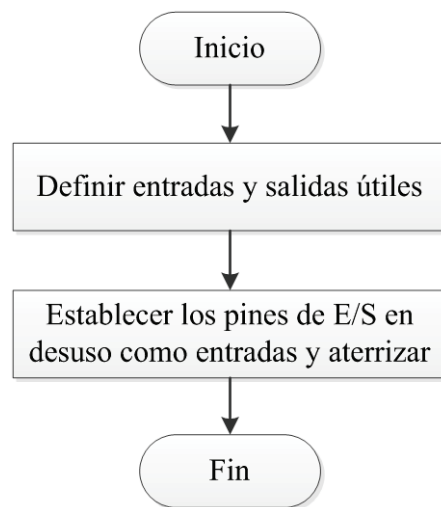 Inicio
Definir entradas y salidas útiles
Establecer los pines de E/S en
desuso como entradas y aterrizar
Fin